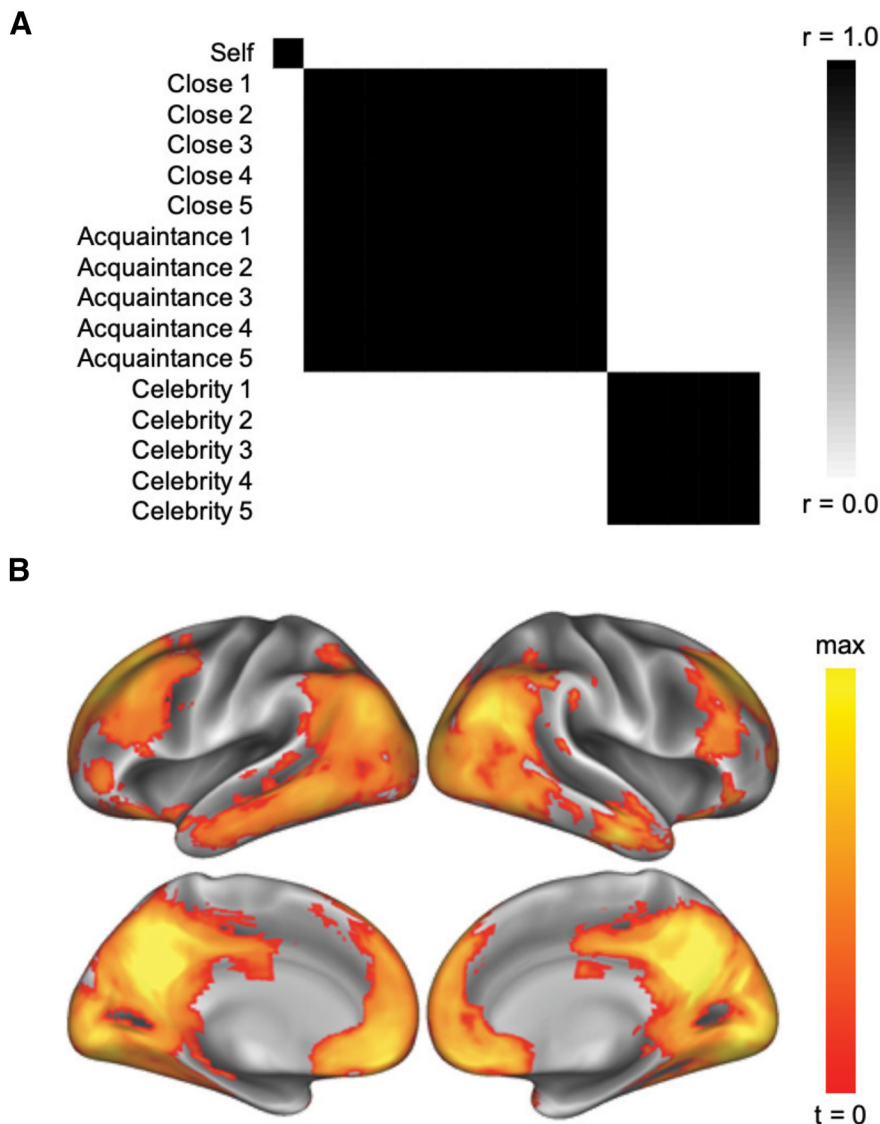 A
r = 1.0
Self
Close 1
Close 2
Close 3
Close 4
Close 5
Acquaintance 1
Acquaintance 2
Acquaintance 3
Acquaintance 4
Acquaintance 5
Celebrity 1
Celebrity 2
Celebrity 3
Celebrity 4
Celebrity 5
r = 0.0
B
max
t = 0